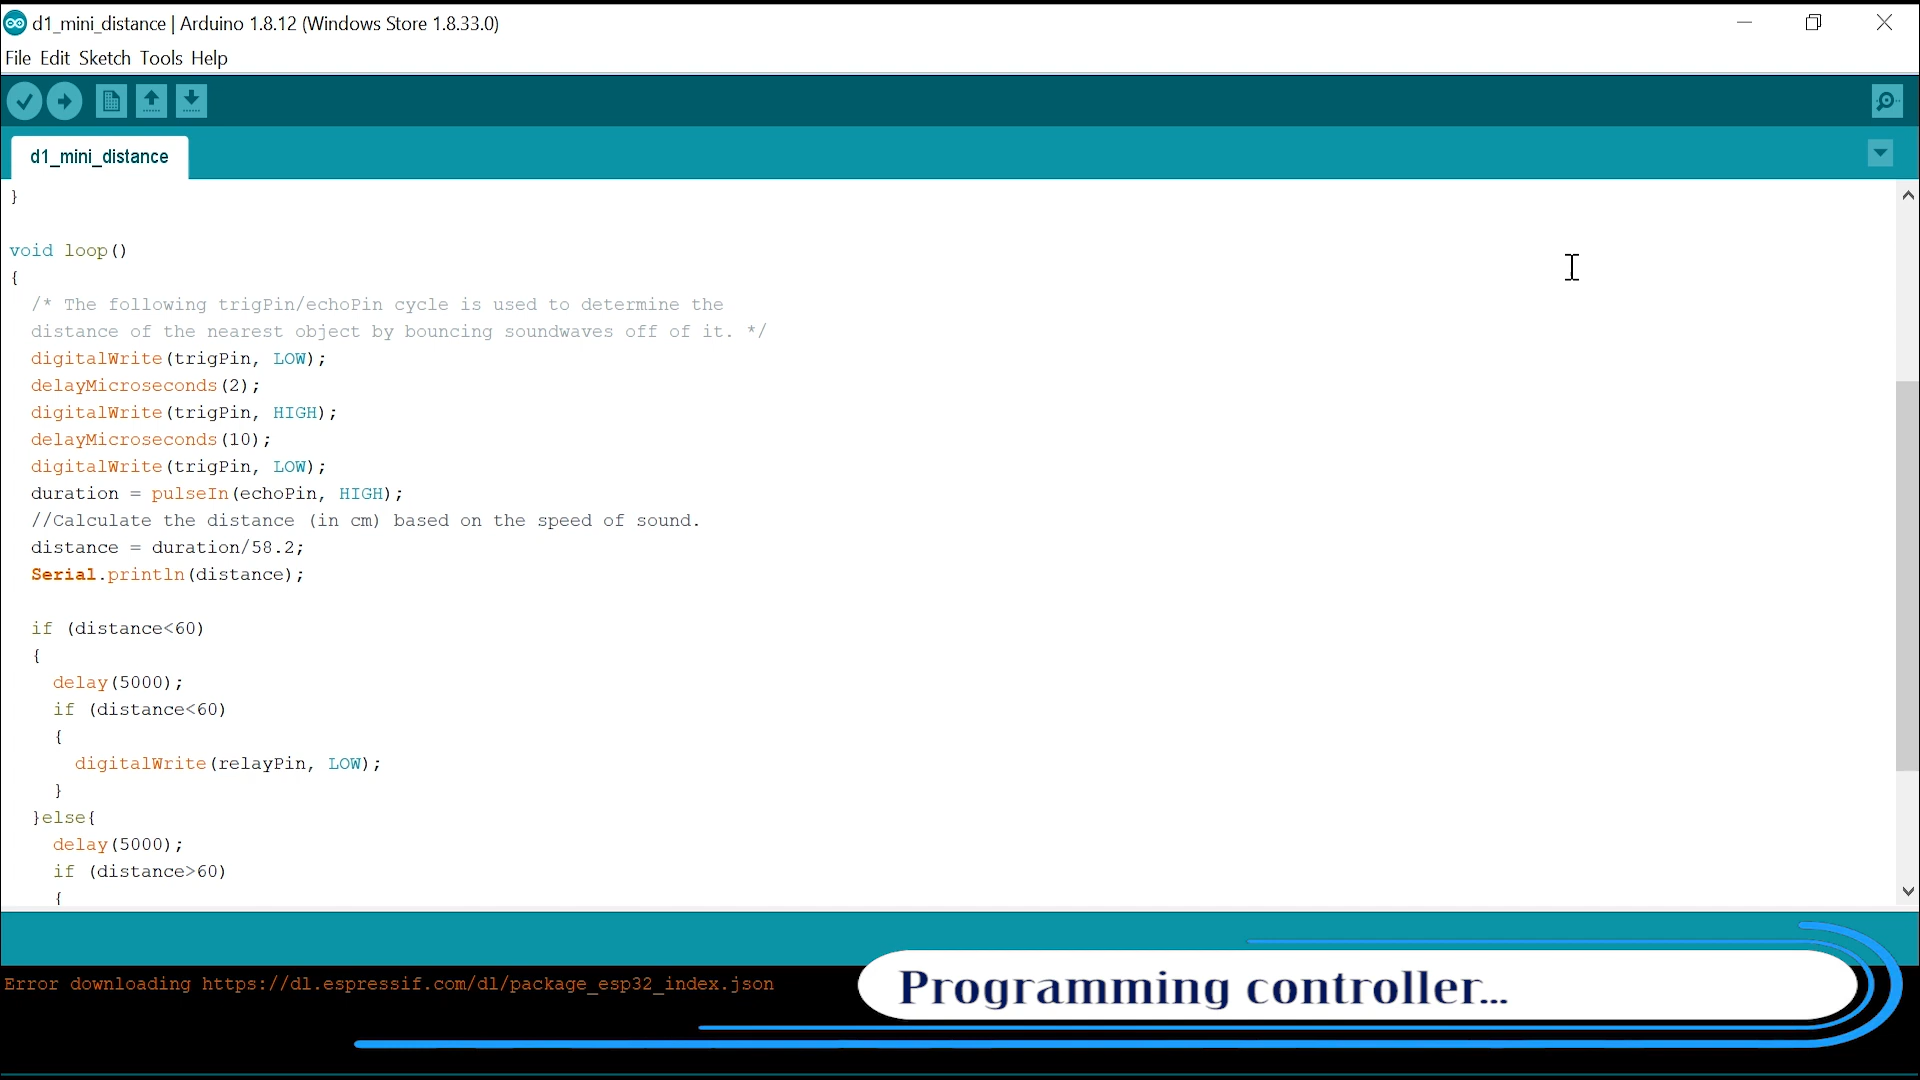 d1_mini_distance | Arduino 1.8.12 (Windows Store 1.8.33.0)
File Edit Sketch Tools Help
d1_mini_distance
}
void loop()
{
  /* The following trigPin/echoPin cycle is used to determine the
  distance of the nearest object by bouncing soundwaves off of it. */
  digitalWrite(trigPin, LOW);
  delayMicroseconds(2);
  digitalWrite(trigPin, HIGH);
  delayMicroseconds(10);
  digitalWrite(trigPin, LOW);
  duration = pulseIn(echoPin, HIGH);
  //Calculate the distance (in cm) based on the speed of sound.
  distance = duration/58.2;
  Serial.println(distance);
  if (distance<60)
  {
    delay(5000);
    if (distance<60)
    {
      digitalWrite(relayPin, LOW);
    }
  }else{
    delay(5000);
    if (distance>60)
    {
Error downloading https://dl.espressif.com/dl/package_esp32_index.json
Programming controller...